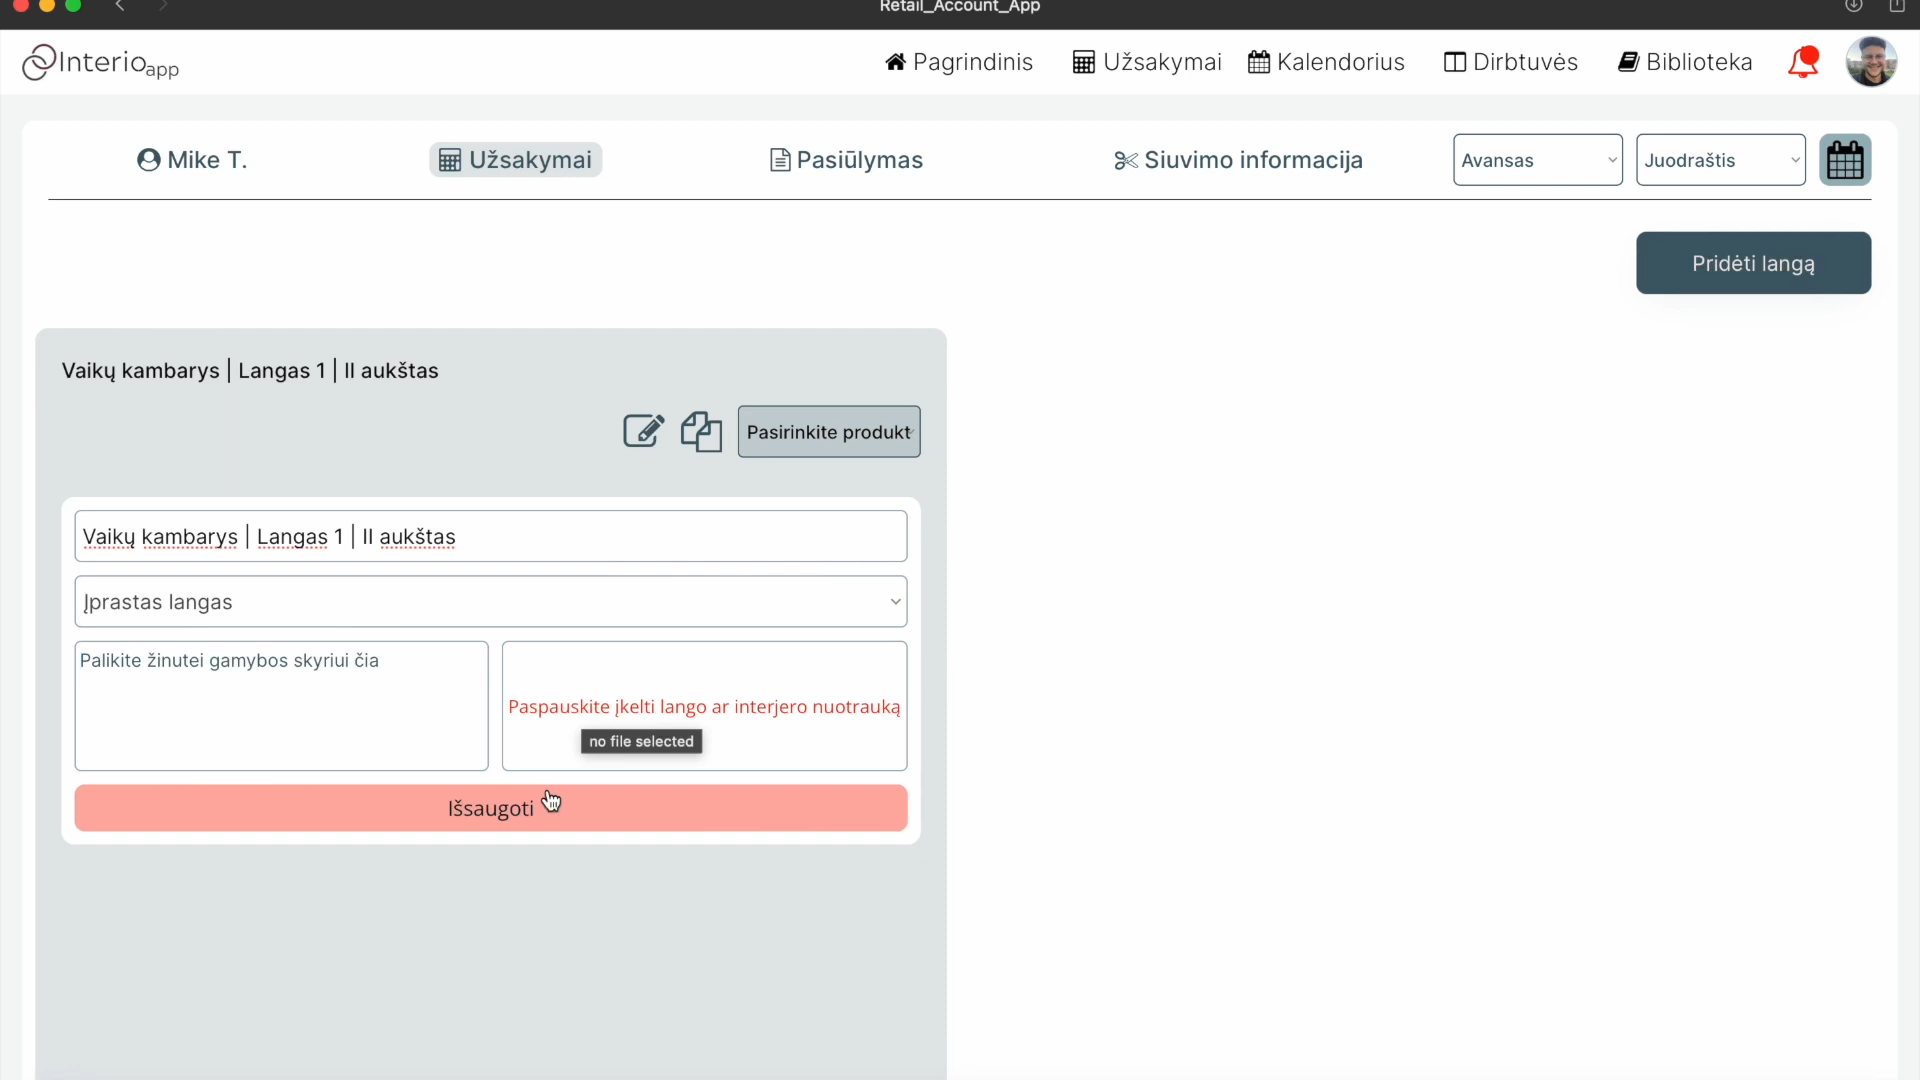 Retail_Account_App
Interioapp
Pagrindinis
Užsakymai
Kalendorius
Dirbtuvės
Biblioteka
Mike T.
Užsakymai
Pasiūlymas
Siuvimo informacija
Avansas
Juodraštis
Pridėti langą
Vaikų kambarys | Langas 1 | II aukštas
Pasirinkite produkt
Vaikų kambarys | Langas 1 | II aukštas
Įprastas langas
Palikite žinutei gamybos skyriui čia
Paspauskite įkelti lango ar interjero nuotrauką
no file selected
Išsaugoti